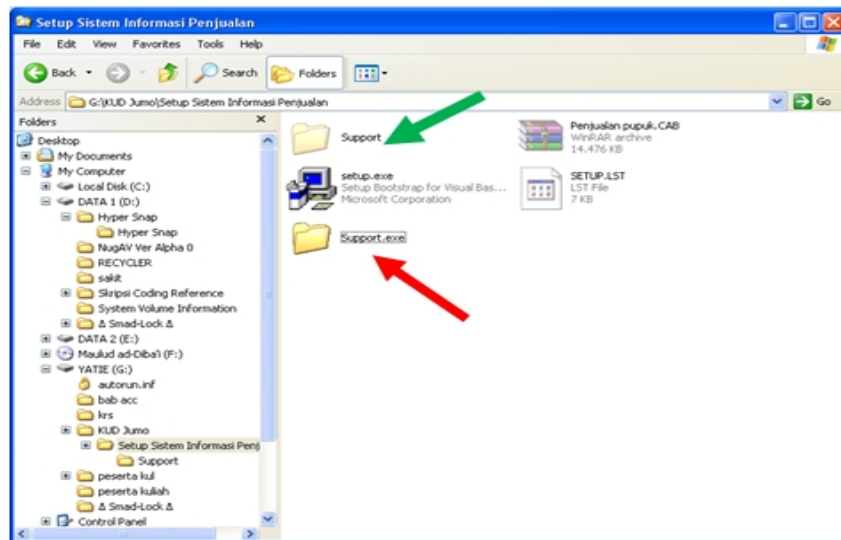 Setup Sistem Informasi Penjualan
File Edit View Favorites Tools Help
Back Search Folders
Address G:\KUD Jumo\Setup Sistem Informasi Penjualan Go
Folders
Desktop
My Documents
My Computer
Local Disk (C:)
DATA 1 (D:)
Hyper Snap
Hyper Snap
NugAV Ver Alpha 0
RECYCLER
sakit
Skripsi Coding Reference
System Volume Information
Δ Smad-Lock Δ
DATA 2 (E:)
Maulud ad-Diba'i (F:)
YATIE (G:)
autorun.inf
bab acc
krs
KUD Jumo
Setup Sistem Informasi Penj
Support
peserta kul
peserta kuliah
Δ Smad-Lock Δ
Control Panel
Support
Penjualan pupuk.CAB
WinRAR archive
14.476 KB
setup.exe
Setup Bootstrap for Visual Bas...
Microsoft Corporation
SETUP.LST
LST File
7 KB
Support.exe